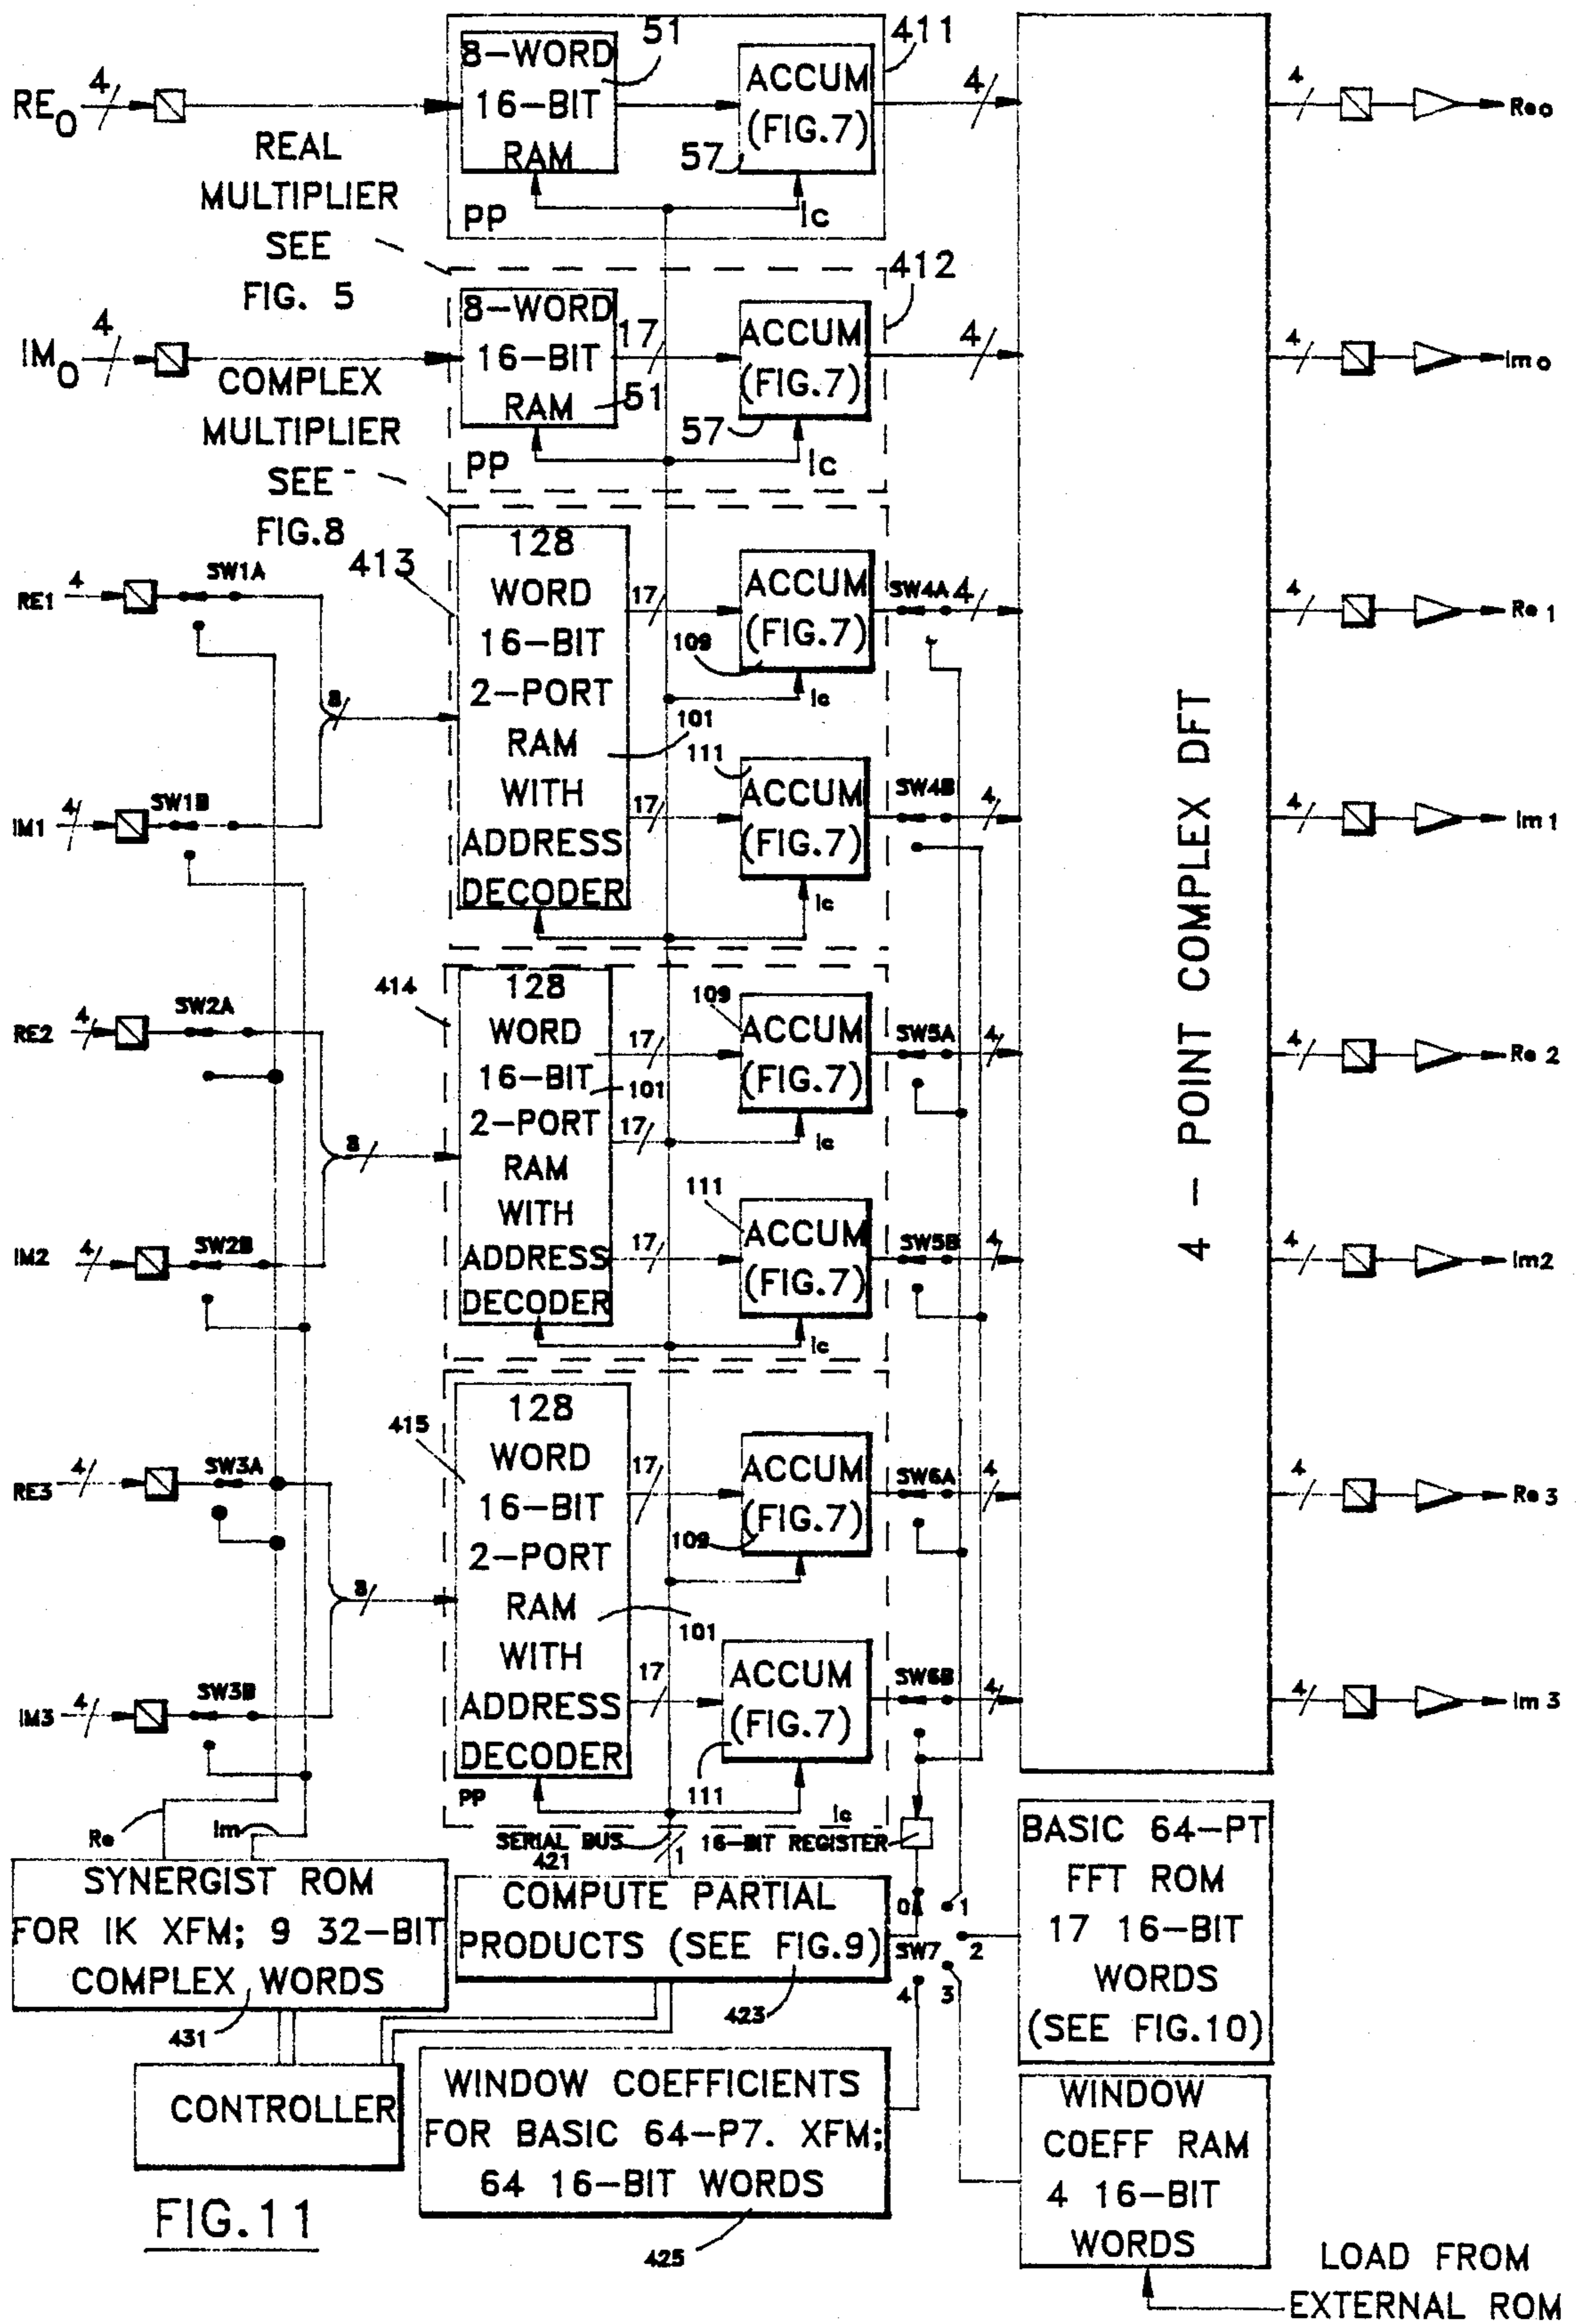 8-WORD
16-BIT
RAM
51
ACCUM
(FIG.7)
57
411
PP
Ic
RE0
4
4
4
Reo
REAL
MULTIPLIER
SEE
FIG. 5
8-WORD
16-BIT
RAM
51
17
ACCUM
(FIG.7)
57
412
PP
Ic
IM0
4
4
4
Imo
COMPLEX
MULTIPLIER
SEE
FIG.8
413
128
WORD
16-BIT
2-PORT
RAM
WITH
ADDRESS
DECODER
101
RE1
4
SW1A
8
IM1
4
SW1B
17
ACCUM
(FIG.7)
109
Ic
SW4A
4
4
Re 1
17
111
ACCUM
(FIG.7)
Ic
SW4B
4
4
Im 1
4 - POINT COMPLEX DFT
414
128
WORD
16-BIT
2-PORT
RAM
WITH
ADDRESS
DECODER
101
RE2
4
SW2A
8
IM2
4
SW2B
17
109
ACCUM
(FIG.7)
Ic
17
SW5A
4
4
Re 2
17
111
ACCUM
(FIG.7)
Ic
SW5B
4
4
Im2
415
128
WORD
16-BIT
2-PORT
RAM
WITH
ADDRESS
DECODER
101
PP
RE3
4
SW3A
8
IM3
4
SW3B
17
ACCUM
(FIG.7)
109
SW6A
4
4
Re 3
17
ACCUM
(FIG.7)
111
Ic
SW6B
4
4
Im 3
Re
Im
SERIAL BUS
421
1
16-BIT REGISTER
SYNERGIST ROM
FOR IK XFM; 9 32-BIT
COMPLEX WORDS
431
COMPUTE PARTIAL
PRODUCTS (SEE FIG.9)
423
0
1
2
3
4
SW7
BASIC 64-PT
FFT ROM
17 16-BIT
WORDS
(SEE FIG.10)
CONTROLLER
WINDOW COEFFICIENTS
FOR BASIC 64-P7. XFM;
64 16-BIT WORDS
425
WINDOW
COEFF RAM
4 16-BIT
WORDS
LOAD FROM
EXTERNAL ROM
FIG.11